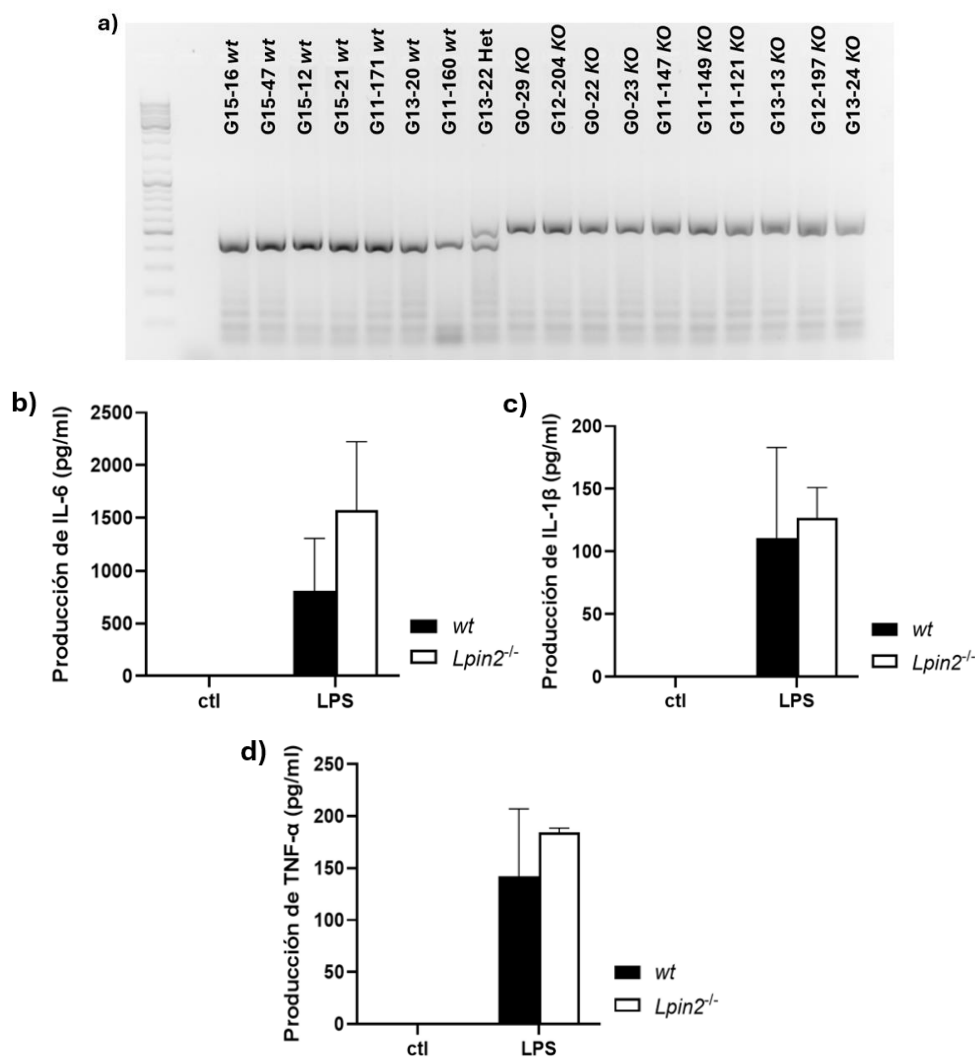 a)
G15-16 wt
G15-47 wt
G15-12 wt
G15-21 wt
G11-171 wt
G13-20 wt
G11-160 wt
G13-22 Het
G0-29 KO
G12-204 KO
G0-22 KO
G0-23 KO
G11-147 KO
G11-149 KO
G11-121 KO
G13-13 KO
G12-197 KO
G13-24 KO
b)
Producción de IL-6 (pg/ml)
2500
2000
1500
1000
500
0
ctl
LPS
wt
Lpin2-/-
c)
Producción de IL-1β (pg/ml)
200
150
100
50
0
ctl
LPS
wt
Lpin2-/-
d)
Producción de TNF-α (pg/ml)
250
200
150
100
50
0
ctl
LPS
wt
Lpin2-/-